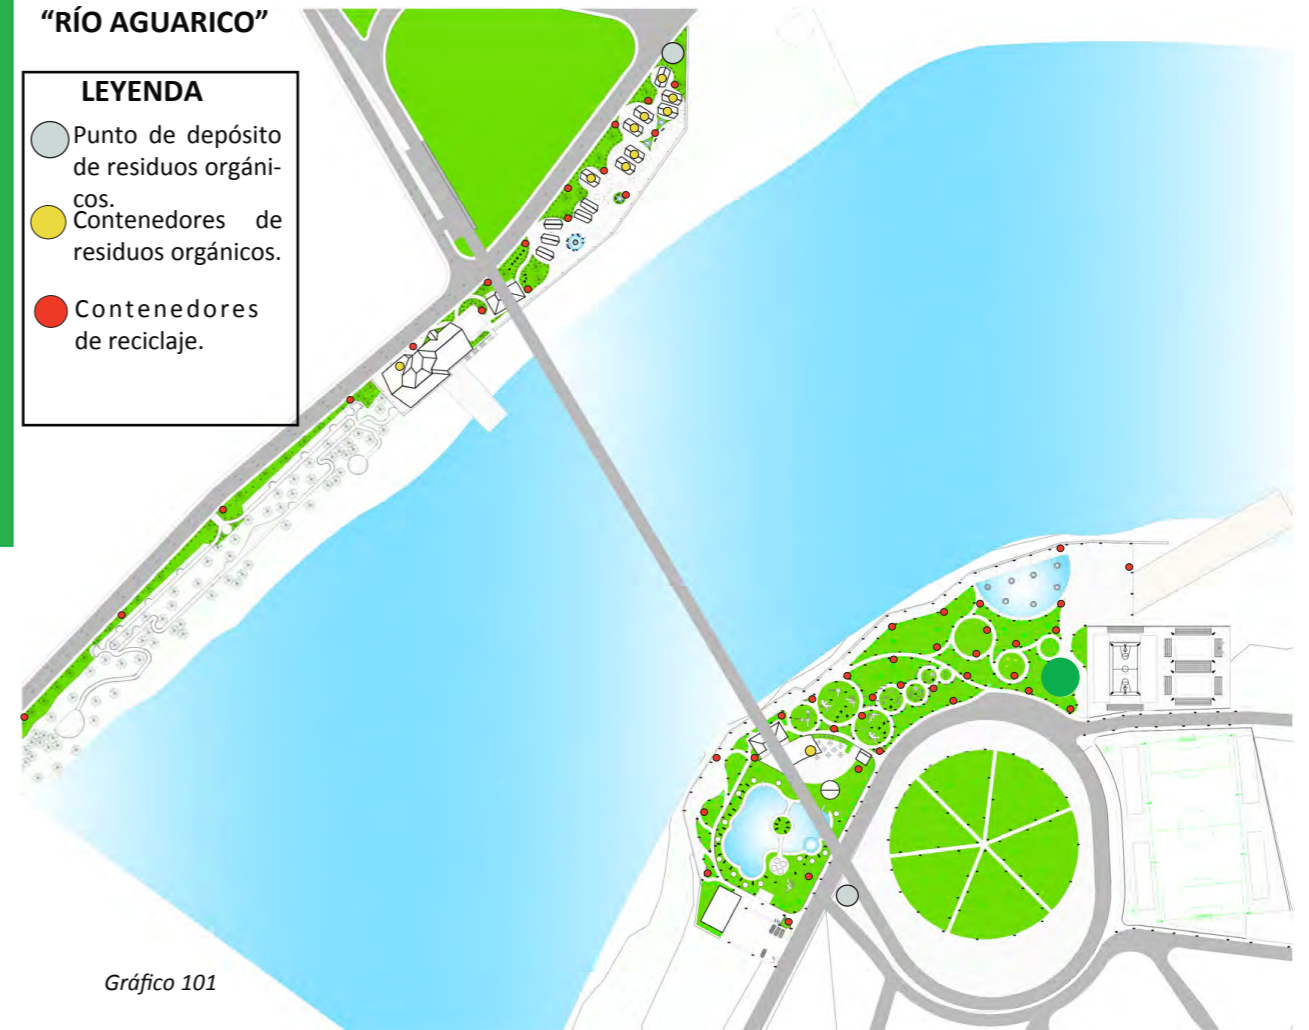 “RÍO AGUARICO”
LEYENDA
Punto de depósito
de residuos orgáni-
cos.
Contenedores de
residuos orgánicos.
Contenedores
de reciclaje.
Gráfico 101